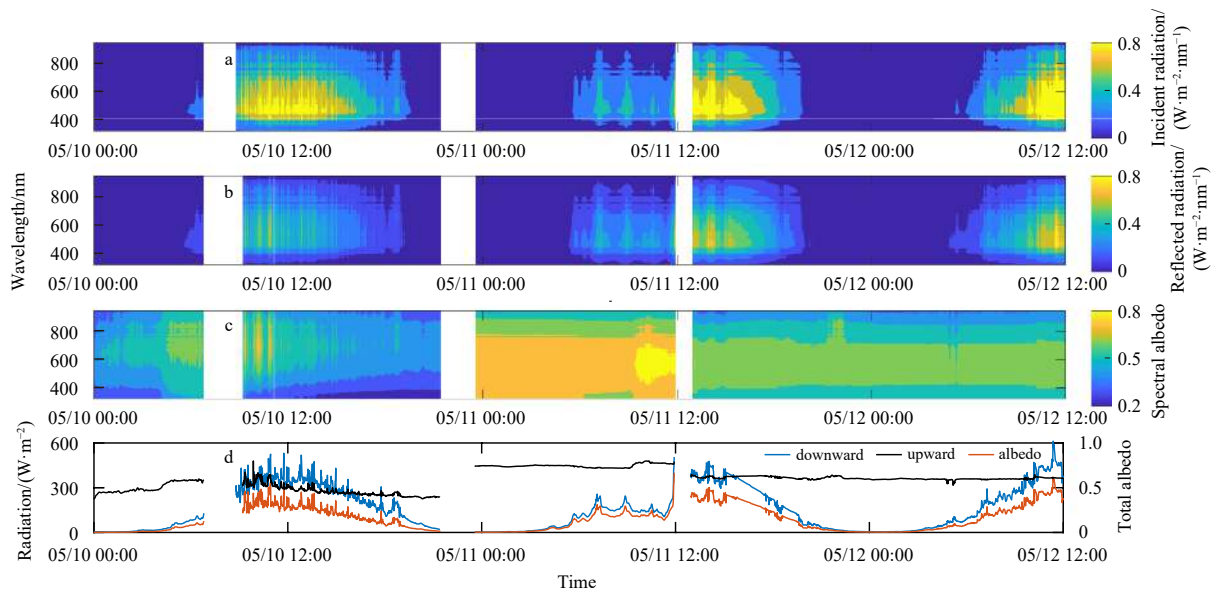 800
600
400
a
0.8
0.4
0
Incident radiation/
(W·m⁻²·nm⁻¹)
05/10 00:00 05/10 12:00 05/11 00:00 05/11 12:00 05/12 00:00 05/12 12:00
Wavelength/nm
800
600
400
b
0.8
0.4
0
Reflected radiation/
(W·m⁻²·nm⁻¹)
05/10 00:00 05/10 12:00 05/11 00:00 05/11 12:00 05/12 00:00 05/12 12:00
800
600
400
c
0.8
0.5
0.2
Spectral albedo
05/10 00:00 05/10 12:00 05/11 00:00 05/11 12:00 05/12 00:00 05/12 12:00
Radiation/(W·m⁻²)
600
300
0
d
downward upward albedo
1.0
0.5
0
Total albedo
05/10 00:00 05/10 12:00 05/11 00:00 05/11 12:00 05/12 00:00 05/12 12:00
Time